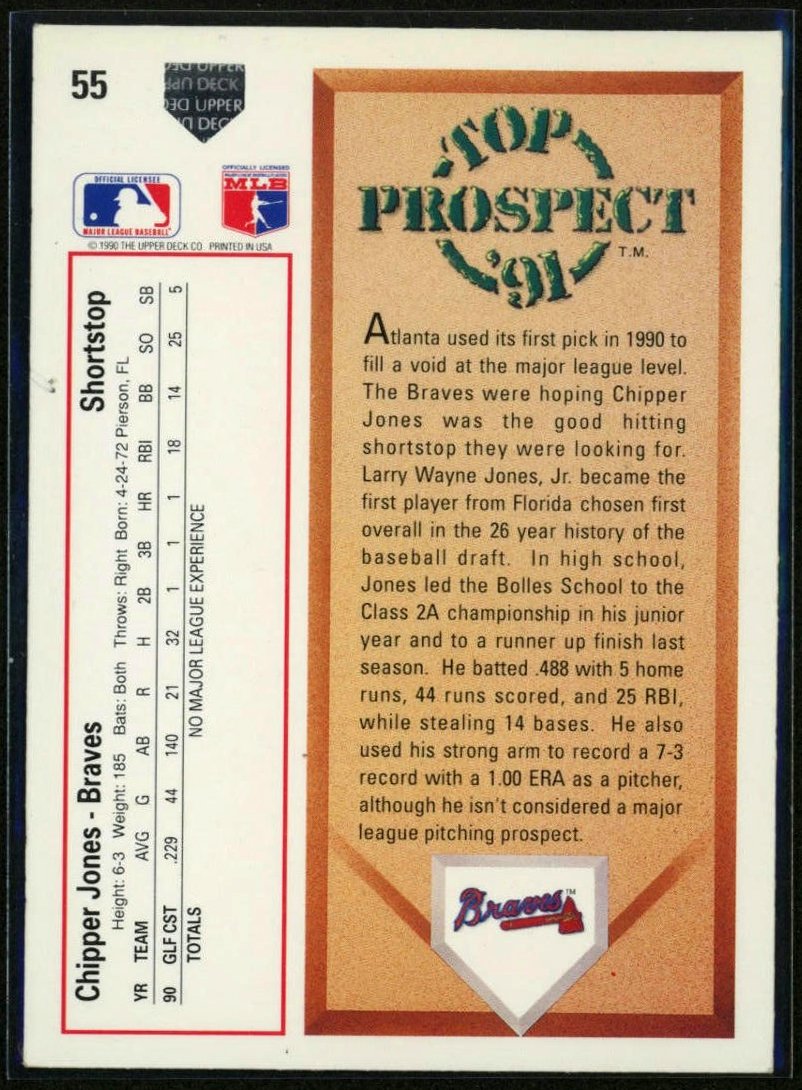 55
UPPER
DECK
UPPER
DEC
OFFICIAL LICENSEE
MAJOR LEAGUE BASEBALL
OFFICIALLY LICENSED
MLB
© 1990 THE UPPER DECK CO. PRINTED IN USA
Chipper Jones - Braves Shortstop
Height: 6-3 Weight: 185 Bats: Both Throws: Right Born: 4-24-72 Pierson, FL
YR TEAM AVG G AB R H 2B 3B HR RBI BB SO SB
90 GLF CST .229 44 140 21 32 1 1 1 18 14 25 5
TOTALS NO MAJOR LEAGUE EXPERIENCE
TOP
PROSPECT
'91
T.M.
Atlanta used its first pick in 1990 to
fill a void at the major league level.
The Braves were hoping Chipper
Jones was the good hitting
shortstop they were looking for.
Larry Wayne Jones, Jr. became the
first player from Florida chosen first
overall in the 26 year history of the
baseball draft. In high school,
Jones led the Bolles School to the
Class 2A championship in his junior
year and to a runner up finish last
season. He batted .488 with 5 home
runs, 44 runs scored, and 25 RBI,
while stealing 14 bases. He also
used his strong arm to record a 7-3
record with a 1.00 ERA as a pitcher,
although he isn't considered a major
league pitching prospect.
Braves™